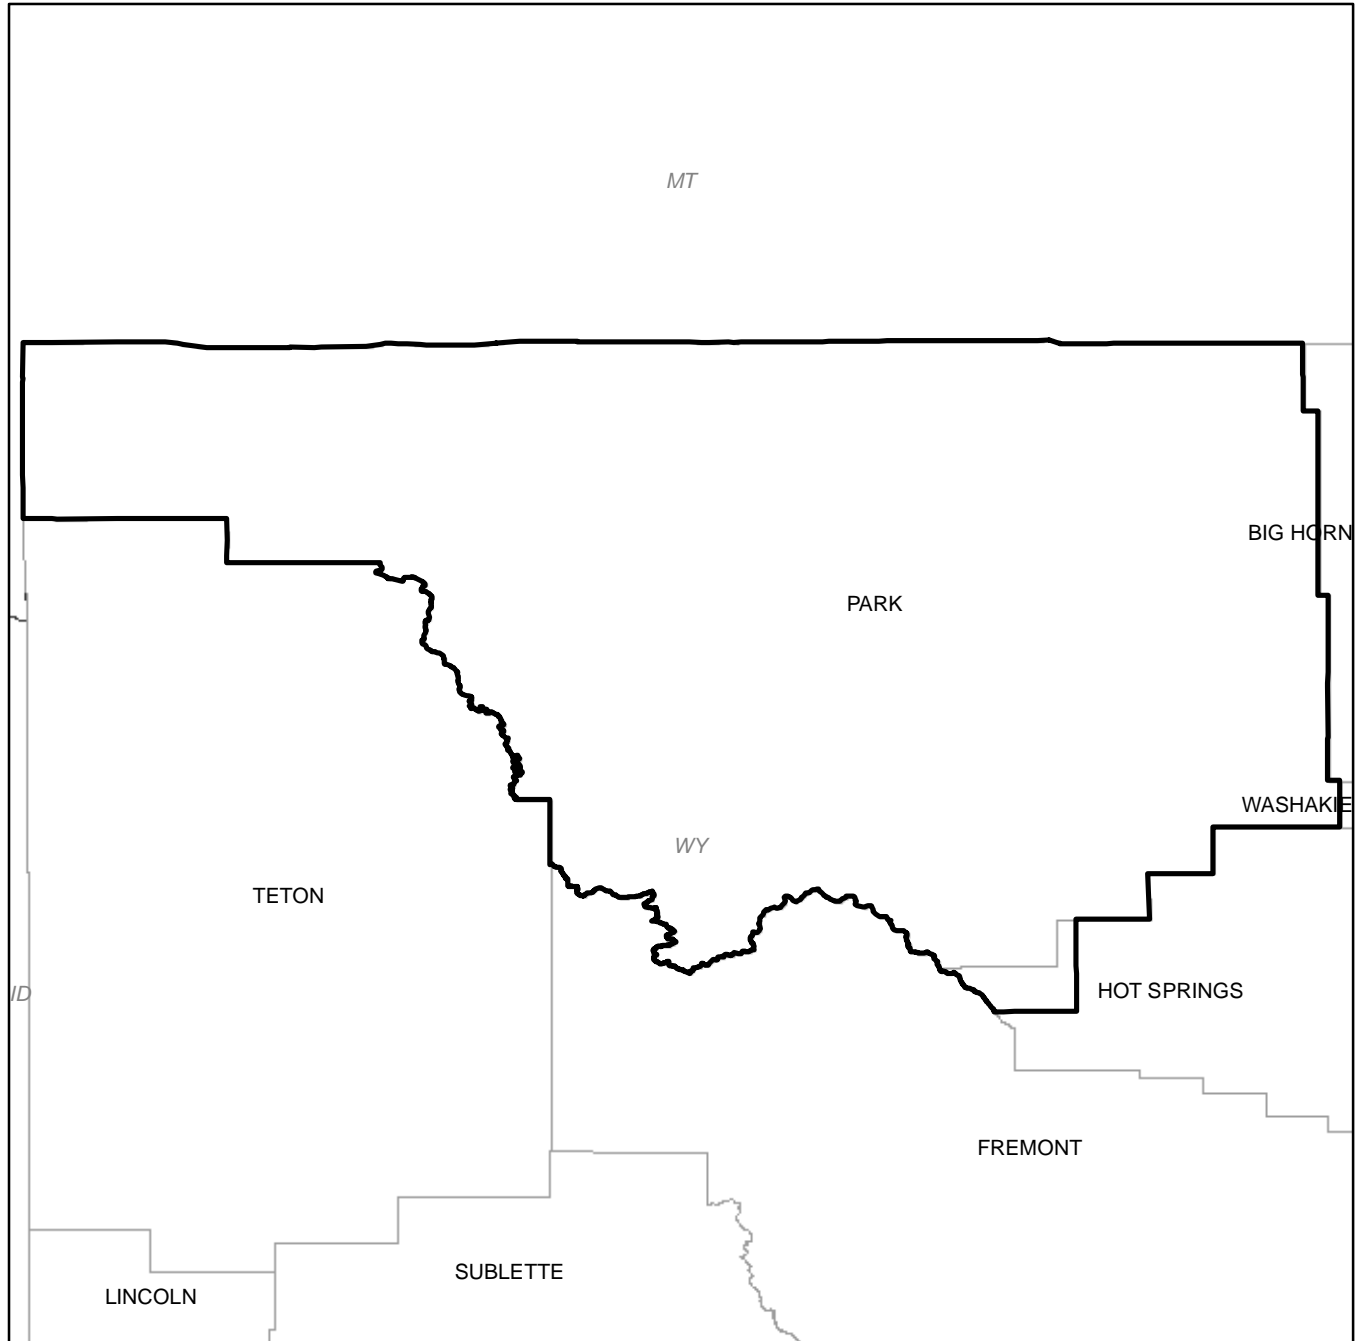 MT
BIG HORN
PARK
WASHAKIE
WY
TETON
ID
HOT SPRINGS
FREMONT
SUBLETTE
LINCOLN